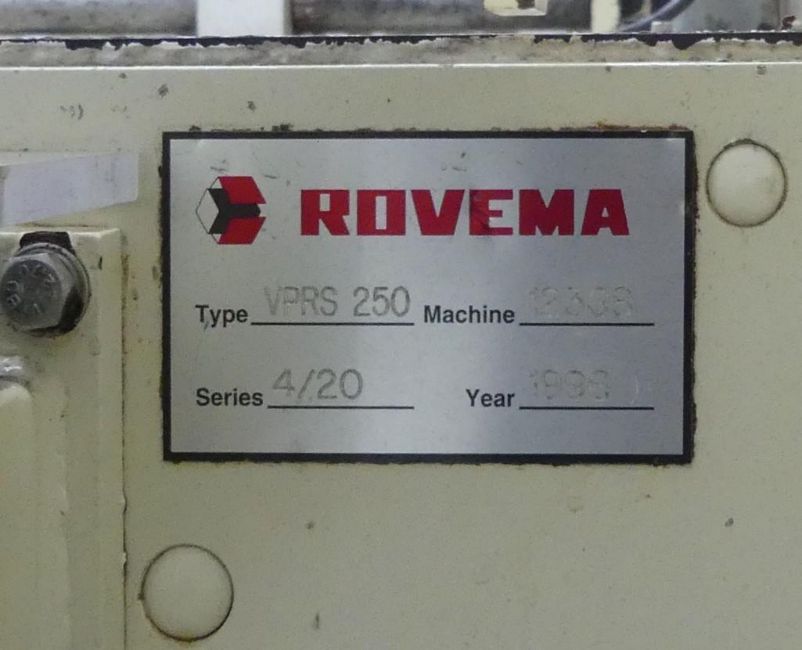 ROVEMA
Type VPRS 250 Machine
Series 4/20 Year